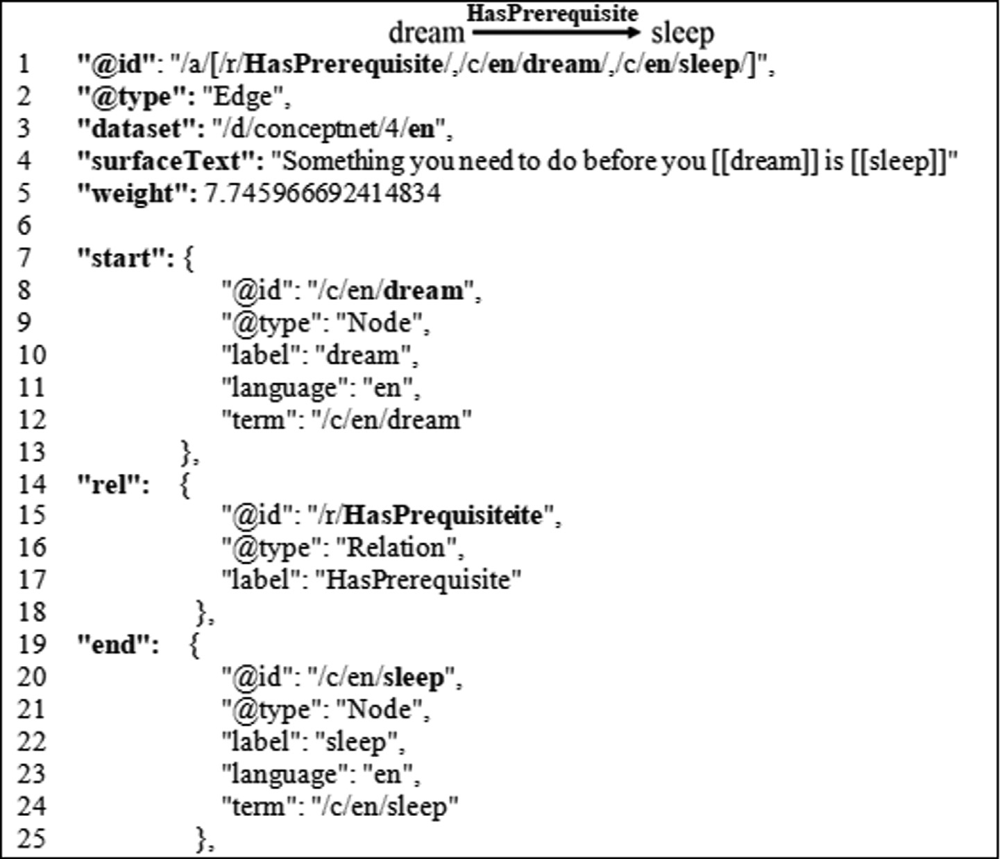 HasPrerequisite
dream sleep
1 "@id": "/a/[/r/HasPrerequisite/,/c/en/dream/,/c/en/sleep/]",
2 "@type": "Edge",
3 "dataset": "/d/conceptnet/4/en",
4 "surfaceText": "Something you need to do before you [[dream]] is [[sleep]]"
5 "weight": 7.745966692414834
6
7 "start": {
8 "@id": "/c/en/dream",
9 "@type": "Node",
10 "label": "dream",
11 "language": "en",
12 "term": "/c/en/dream"
13 },
14 "rel": {
15 "@id": "/r/HasPrequisiteite",
16 "@type": "Relation",
17 "label": "HasPrerequisite"
18 },
19 "end": {
20 "@id": "/c/en/sleep",
21 "@type": "Node",
22 "label": "sleep",
23 "language": "en",
24 "term": "/c/en/sleep"
25 },